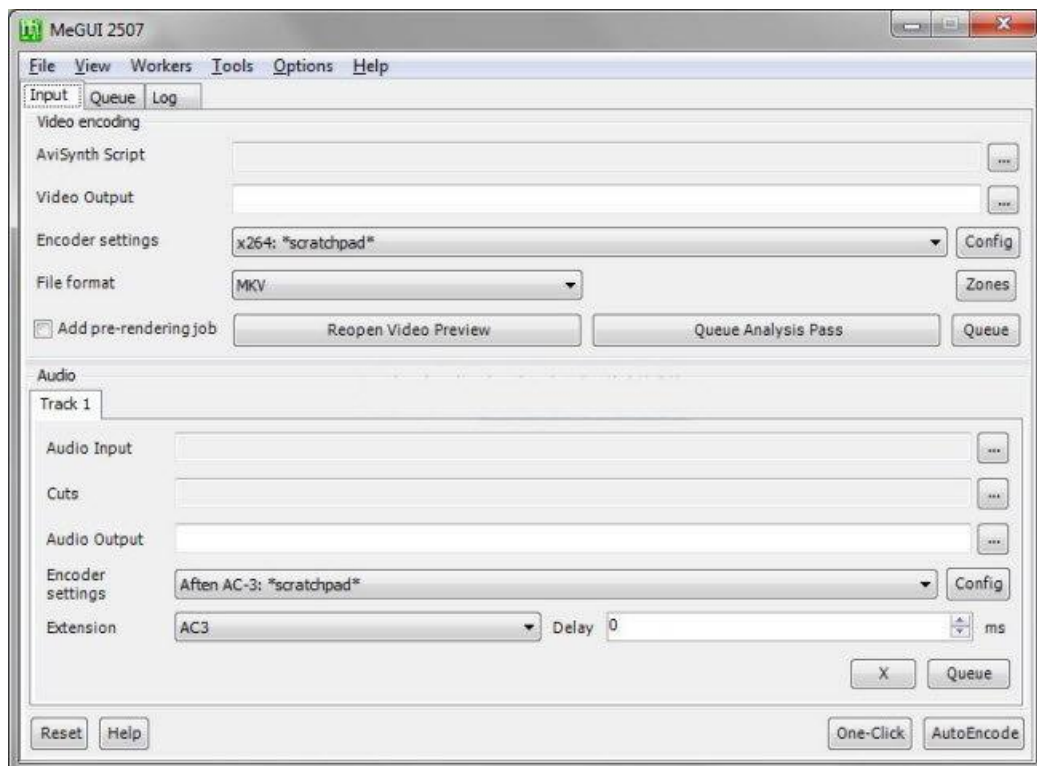 MeGUI 2507
File View Workers Tools Options Help
Input Queue Log
Video encoding
AviSynth Script ...
Video Output ...
Encoder settings x264: *scratchpad* Config
File format MKV Zones
Add pre-rendering job Reopen Video Preview Queue Analysis Pass Queue
Audio
Track 1
Audio Input ...
Cuts ...
Audio Output ...
Encoder
settings Aften AC-3: *scratchpad* Config
Extension AC3 Delay 0 ms
X Queue
Reset Help One-Click AutoEncode